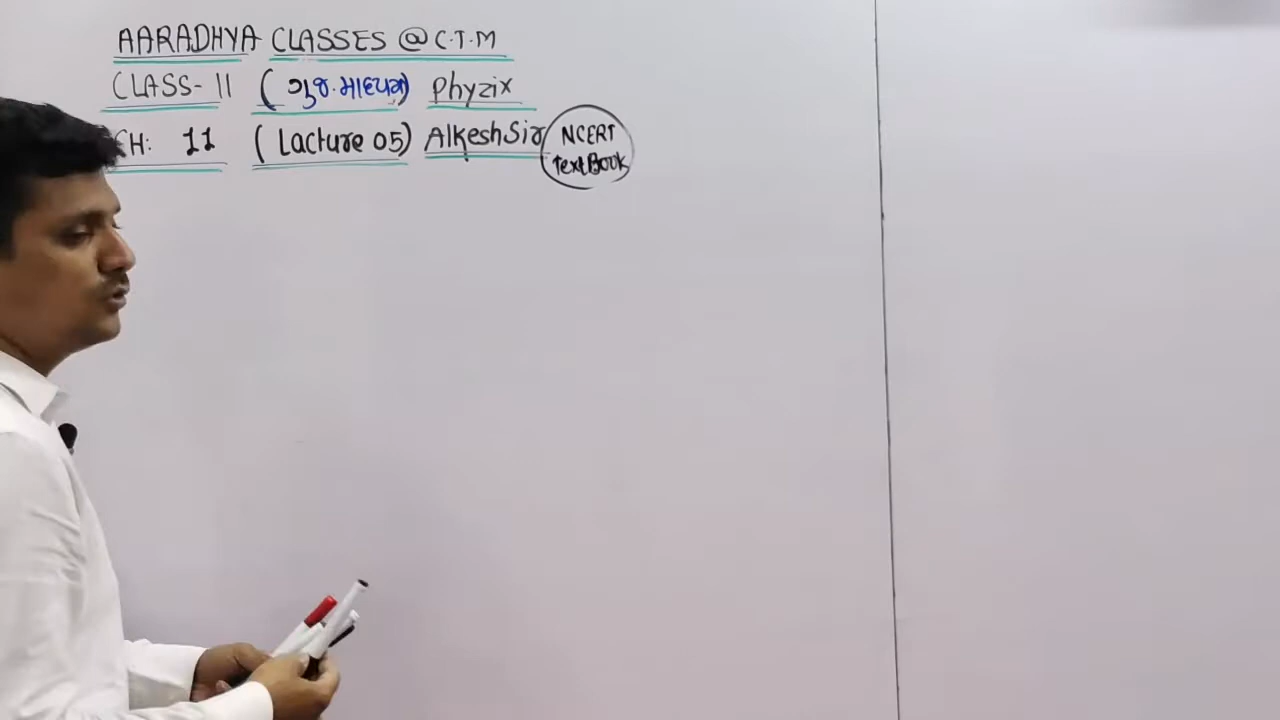 AARADHYA CLASSES @ C.T.M
CLASS-11 (ગુજ.માધ્યમ) Phyzix
CH: 11 (Lacture 05) AlkeshSir
NCERT
TextBook